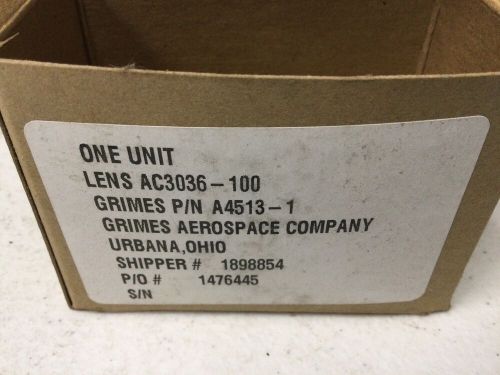 ONE UNIT
LENS AC3036-100
GRIMES P/N A4513-1
GRIMES AEROSPACE COMPANY
URBANA,OHIO
SHIPPER # 1898854
P/O # 1476445
S/N